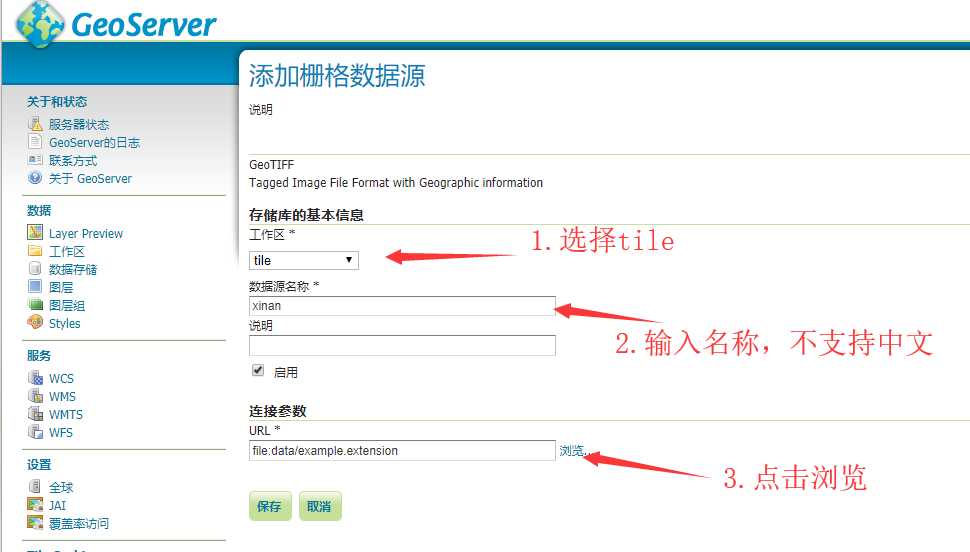 GeoServer
关于和状态
服务器状态
GeoServer的日志
联系方式
关于 GeoServer
数据
Layer Preview
工作区
数据存储
图层
图层组
Styles
服务
WCS
WMS
WMTS
WFS
设置
全球
JAI
覆盖率访问
添加栅格数据源
说明
GeoTIFF
Tagged Image File Format with Geographic information
存储库的基本信息
工作区 *
tile
1.选择tile
数据源名称 *
xinan
2.输入名称，不支持中文
说明
启用
连接参数
URL *
file:data/example.extension
浏览...
3.点击浏览
保存
取消